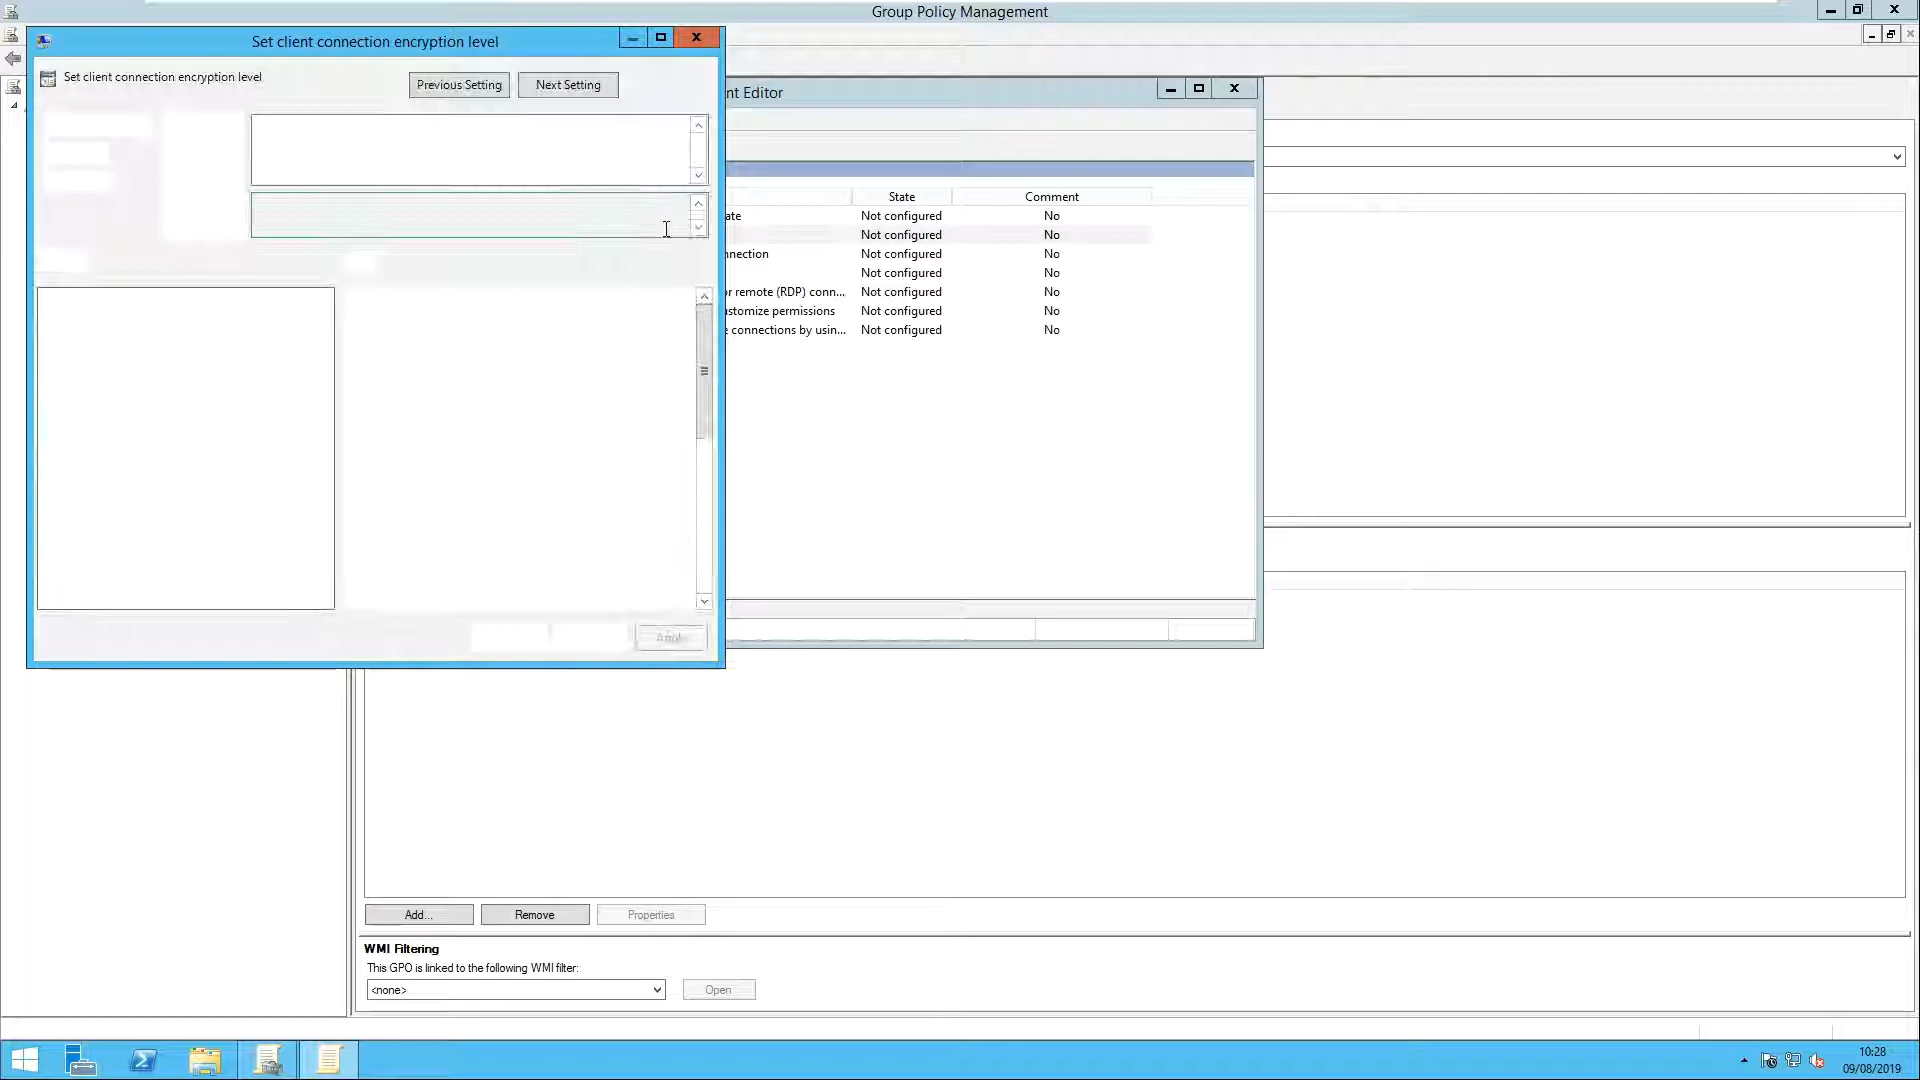 Group Policy Management
Set client connection encryption level
Set client connection encryption level
Previous Setting
Next Setting
nt Editor
State
Comment
ate
Not configured
No
Not configured
No
nnection
Not configured
No
Not configured
No
or remote (RDP) conn...
Not configured
No
ustomize permissions
Not configured
No
e connections by usin...
Not configured
No
Add...
Remove
Properties
WMI Filtering
This GPO is linked to the following WMI filter:
<none>
Open
10:28
09/08/2019